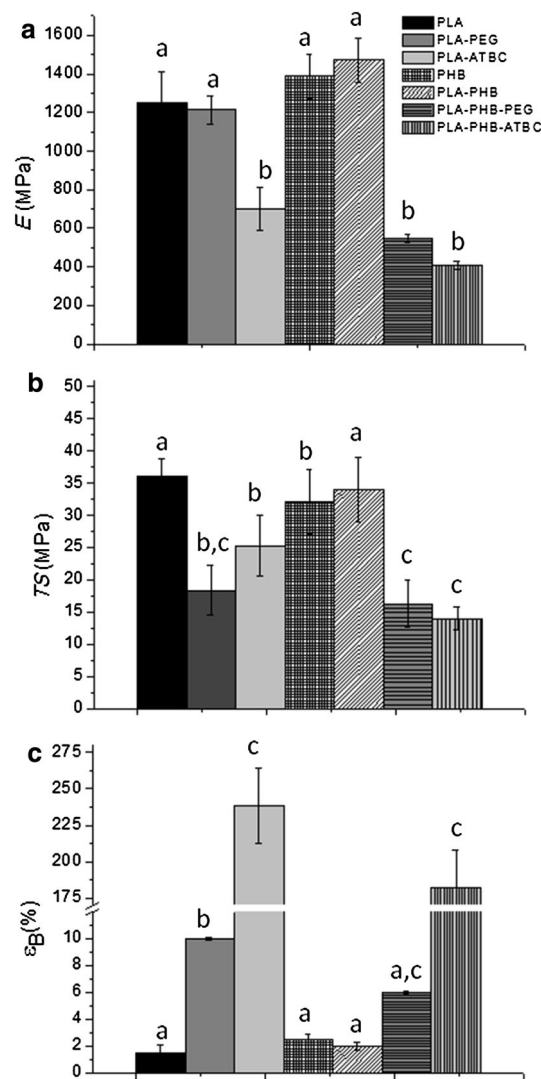 a
E (MPa)
1600
1400
1200
1000
800
600
400
200
0
a
a
b
a
a
b
b
PLA
PLA-PEG
PLA-ATBC
PHB
PLA-PHB
PLA-PHB-PEG
PLA-PHB-ATBC
b
TS (MPa)
50
45
40
35
30
25
20
15
10
5
0
a
b,c
b
b
a
c
c
c
εB(%)
275
250
225
200
175
10
8
6
4
2
0
a
b
c
a
a
a,c
c